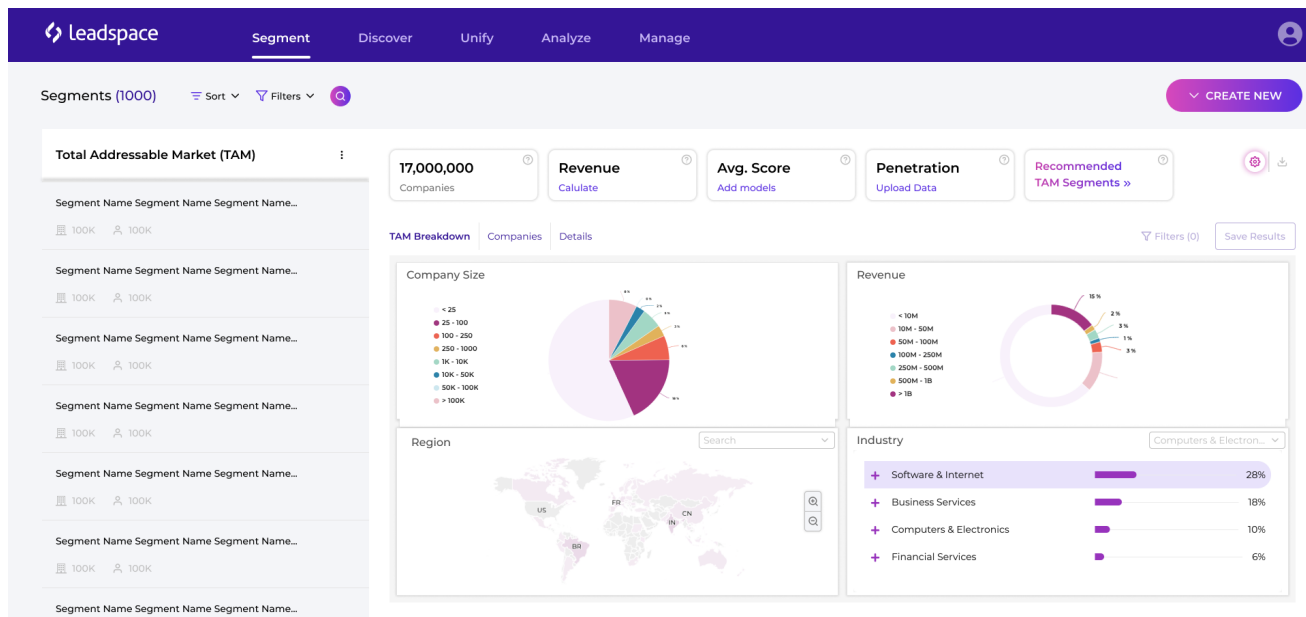 leadspace
Segment Discover Unify Analyze Manage
Segments (1000) Sort Filters
CREATE NEW
Total Addressable Market (TAM)
Segment Name Segment Name Segment Name...
100K 100K
Segment Name Segment Name Segment Name...
100K 100K
Segment Name Segment Name Segment Name...
100K 100K
Segment Name Segment Name Segment Name...
100K 100K
Segment Name Segment Name Segment Name...
100K 100K
Segment Name Segment Name Segment Name...
100K 100K
Segment Name Segment Name Segment Name...
17,000,000
Companies
Revenue
Calulate
Avg. Score
Add models
Penetration
Upload Data
Recommended
TAM Segments »
TAM Breakdown Companies Details
Filters (0) Save Results
Company Size
< 25
25 - 100
100 - 250
250 - 1000
1K - 10K
10K - 50K
50K - 100K
> 100K
Revenue
< 10M
10M - 50M
50M - 100M
100M - 250M
250M - 500M
500M - 1B
> 1B
15 %
2 %
3 %
1 %
3 %
Region
Search
US
FR
CN
IN
BR
Industry
Computers & Electron...
+ Software & Internet 28%
+ Business Services 18%
+ Computers & Electronics 10%
+ Financial Services 6%